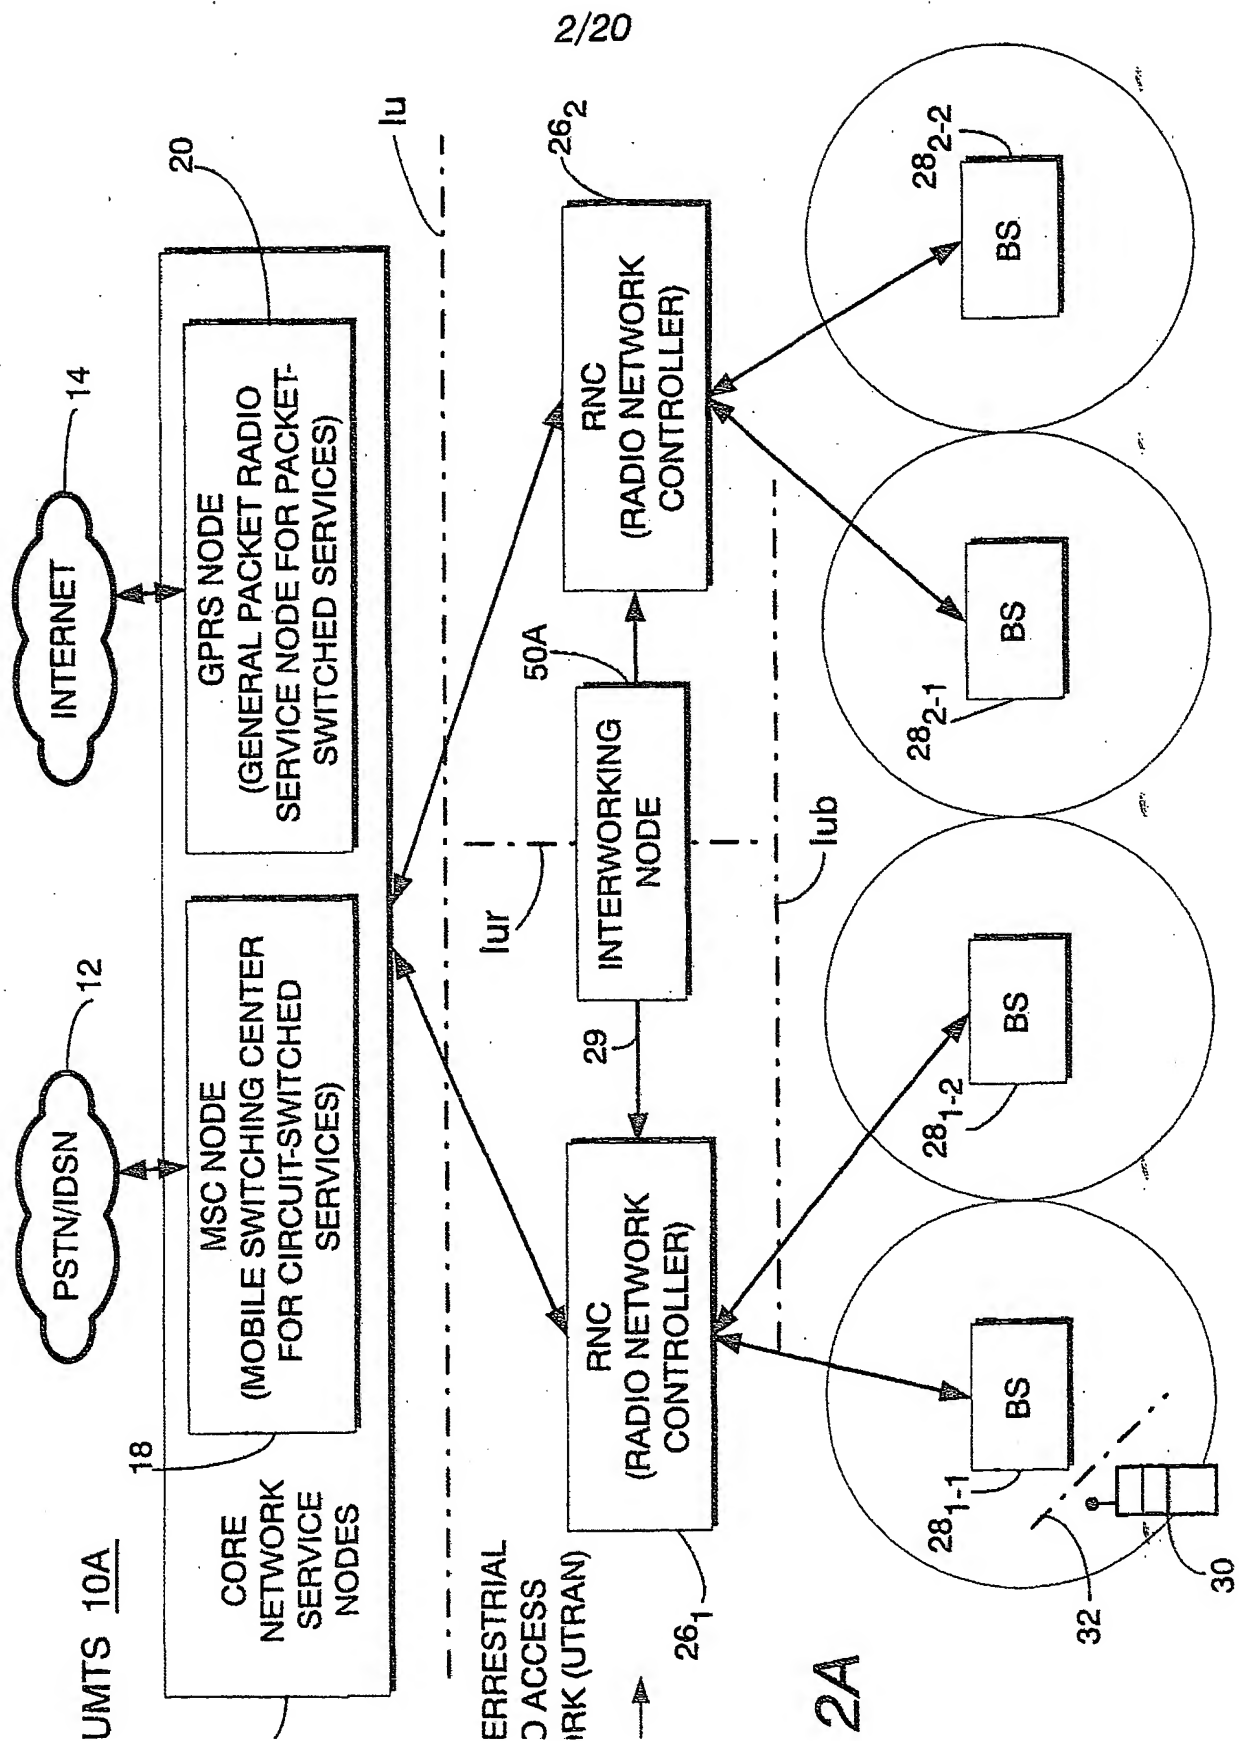 2/20
UMTS 10A
PSTN/IDSN
12
INTERNET
14
CORE
NETWORK
SERVICE
NODES
18
MSC NODE
(MOBILE SWITCHING CENTER
FOR CIRCUIT-SWITCHED
SERVICES)
GPRS NODE
(GENERAL PACKET RADIO
SERVICE NODE FOR PACKET-
SWITCHED SERVICES)
20
Iu
ERRESTRIAL
O ACCESS
RK (UTRAN)
26₁
RNC
(RADIO NETWORK
CONTROLLER)
29
Iur
INTERWORKING
NODE
50A
RNC
(RADIO NETWORK
CONTROLLER)
26₂
Iub
28₁₋₁
BS
28₁₋₂
BS
28₂₋₁
BS
28₂₋₂
BS
32
30
2A